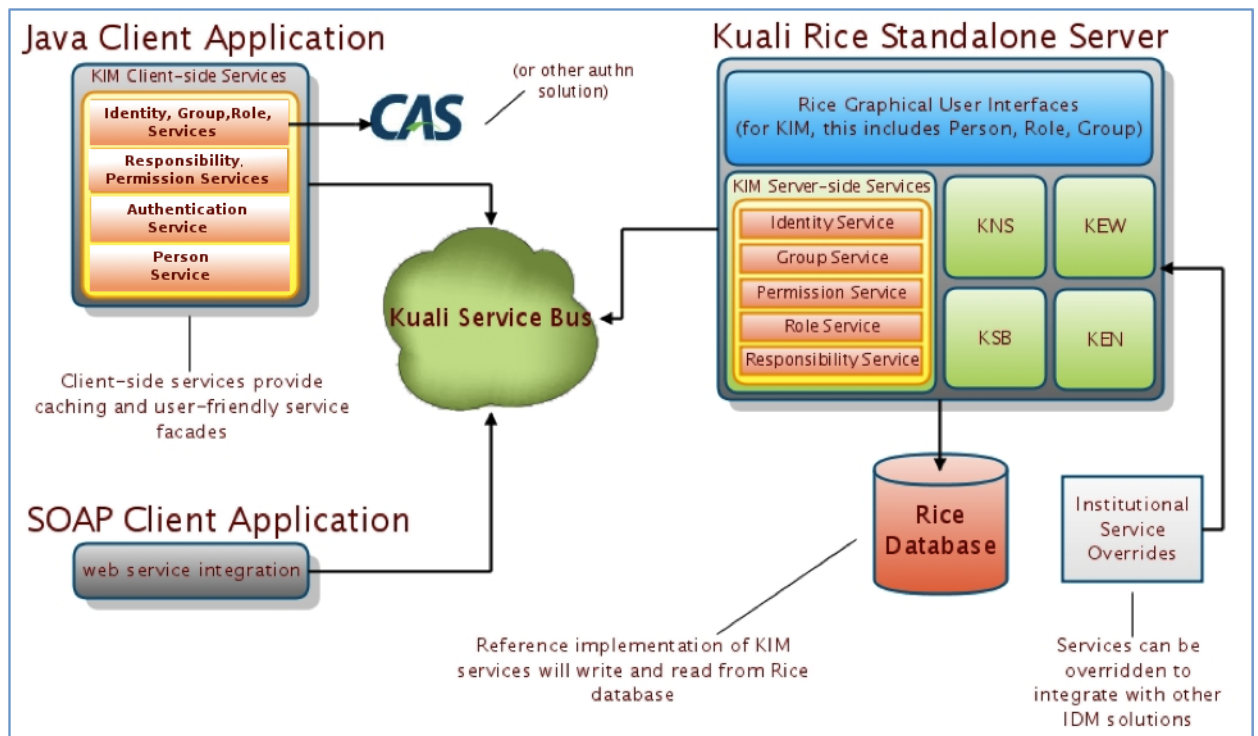 Java Client Application
KIM Client-side Services
Identity, Group,Role,
Services
Responsibility,
Permission Services
Authentication
Service
Person
Service
Client-side services provide
caching and user-friendly service
facades
CAS
(or other authn
solution)
Kuali Service Bus
SOAP Client Application
web service integration
Kuali Rice Standalone Server
Rice Graphical User Interfaces
(for KIM, this includes Person, Role, Group)
KIM Server-side Services
Identity Service
Group Service
Permission Service
Role Service
Responsibility Service
KNS
KEW
KSB
KEN
Rice
Database
Reference implementation of KIM
services will write and read from Rice
database
Institutional
Service
Overrides
Services can be
overridden to
integrate with other
IDM solutions